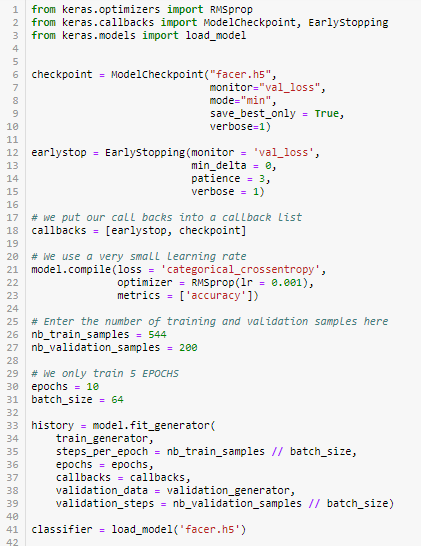 1 from keras.optimizers import RMSprop
2 from keras.callbacks import ModelCheckpoint, EarlyStopping
3 from keras.models import load_model
4
5
6 checkpoint = ModelCheckpoint("facer.h5",
7                              monitor="val_loss",
8                              mode="min",
9                              save_best_only = True,
10                              verbose=1)
11
12 earlystop = EarlyStopping(monitor = 'val_loss',
13                           min_delta = 0,
14                           patience = 3,
15                           verbose = 1)
16
17 # we put our call backs into a callback list
18 callbacks = [earlystop, checkpoint]
19
20 # We use a very small learning rate
21 model.compile(loss = 'categorical_crossentropy',
22               optimizer = RMSprop(lr = 0.001),
23               metrics = ['accuracy'])
24
25 # Enter the number of training and validation samples here
26 nb_train_samples = 544
27 nb_validation_samples = 200
28
29 # We only train 5 EPOCHS
30 epochs = 10
31 batch_size = 64
32
33 history = model.fit_generator(
34     train_generator,
35     steps_per_epoch = nb_train_samples // batch_size,
36     epochs = epochs,
37     callbacks = callbacks,
38     validation_data = validation_generator,
39     validation_steps = nb_validation_samples // batch_size)
40
41 classifier = load_model('facer.h5')
42